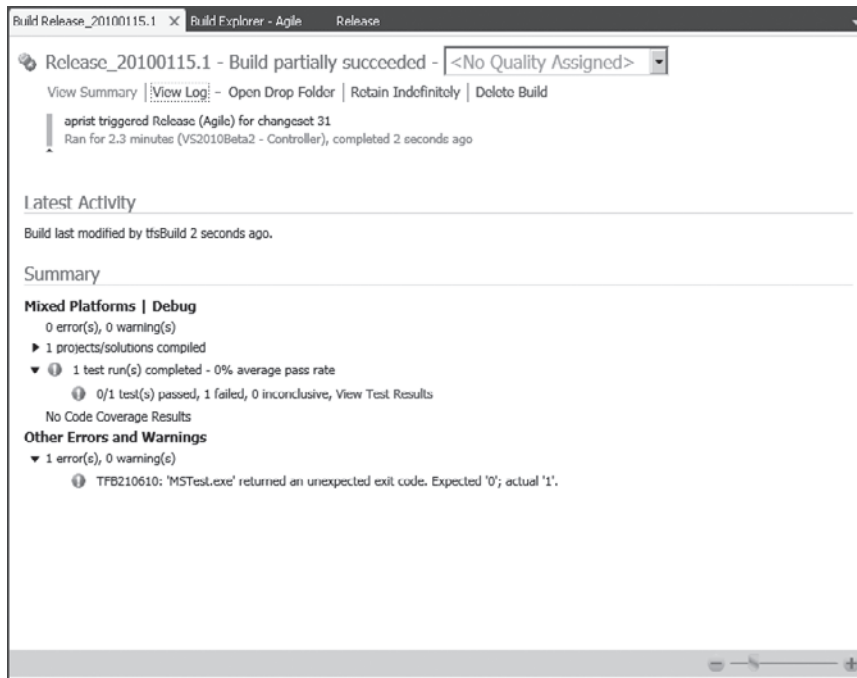 Build Release_20100115.1 × Build Explorer - Agile Release
Release_20100115.1 - Build partially succeeded - <No Quality Assigned>
View Summary | View Log - Open Drop Folder | Retain Indefinitely | Delete Build
aprist triggered Release (Agile) for changeset 31
Ran for 2.3 minutes (VS2010Beta2 - Controller), completed 2 seconds ago
Latest Activity
Build last modified by tfsBuild 2 seconds ago.
Summary
Mixed Platforms | Debug
0 error(s), 0 warning(s)
1 projects/solutions compiled
1 test run(s) completed - 0% average pass rate
0/1 test(s) passed, 1 failed, 0 inconclusive, View Test Results
No Code Coverage Results
Other Errors and Warnings
1 error(s), 0 warning(s)
TFB210610: 'MSTest.exe' returned an unexpected exit code. Expected '0'; actual '1'.